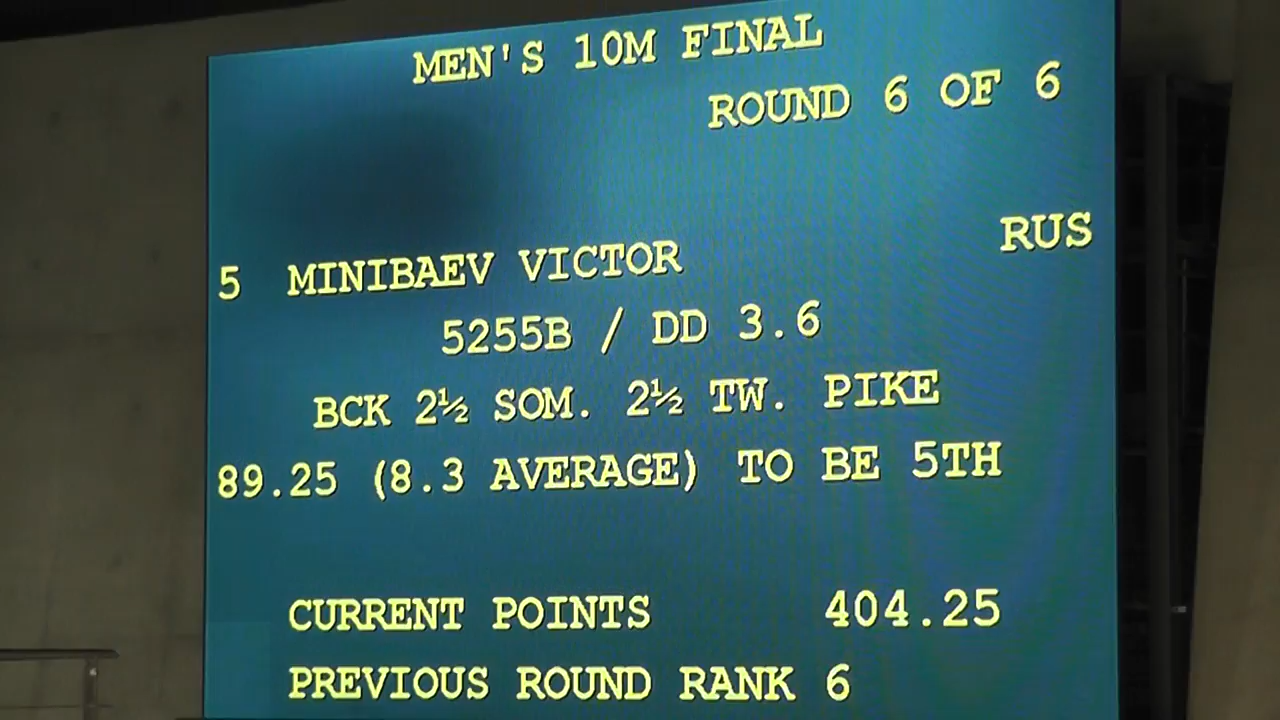 MEN'S 10M FINAL
ROUND 6 OF 6
5 MINIBAEV VICTOR RUS
5255B / DD 3.6
BCK 2½ SOM. 2½ TW. PIKE
89.25 (8.3 AVERAGE) TO BE 5TH
CURRENT POINTS 404.25
PREVIOUS ROUND RANK 6